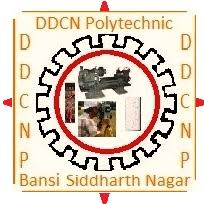 DDCN Polytechnic
D D C N P
D D C N P
Bansi Siddharth Nagar